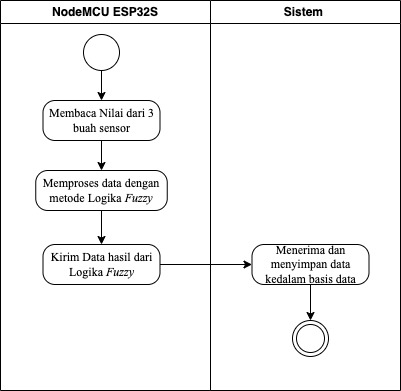 NodeMCU ESP32S
Sistem
Membaca Nilai dari 3
buah sensor
Memproses data dengan
metode Logika Fuzzy
Kirim Data hasil dari
Logika Fuzzy
Menerima dan
menyimpan data
kedalam basis data